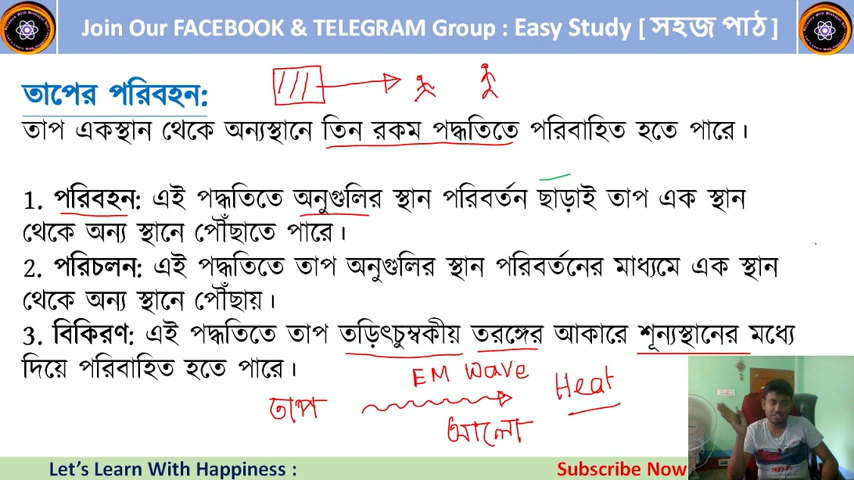 Join Our FACEBOOK & TELEGRAM Group : Easy Study [ সহজ পাঠ ]
তাপের পরিবহন:
তাপ একস্থান থেকে অন্যস্থানে তিন রকম পদ্ধতিতে পরিবাহিত হতে পারে।
1. পরিবহন: এই পদ্ধতিতে অনুগুলির স্থান পরিবর্তন ছাড়াই তাপ এক স্থান
থেকে অন্য স্থানে পৌঁছাতে পারে।
2. পরিচলন: এই পদ্ধতিতে তাপ অনুগুলির স্থান পরিবর্তনের মাধ্যমে এক স্থান
থেকে অন্য স্থানে পৌঁছায়।
3. বিকিরণ: এই পদ্ধতিতে তাপ তড়িৎচুম্বকীয় তরঙ্গের আকারে শূন্যস্থানের মধ্যে
দিয়ে পরিবাহিত হতে পারে।
EM Wave
Heat
তাপ
আলো
Let's Learn With Happiness :
Subscribe Now